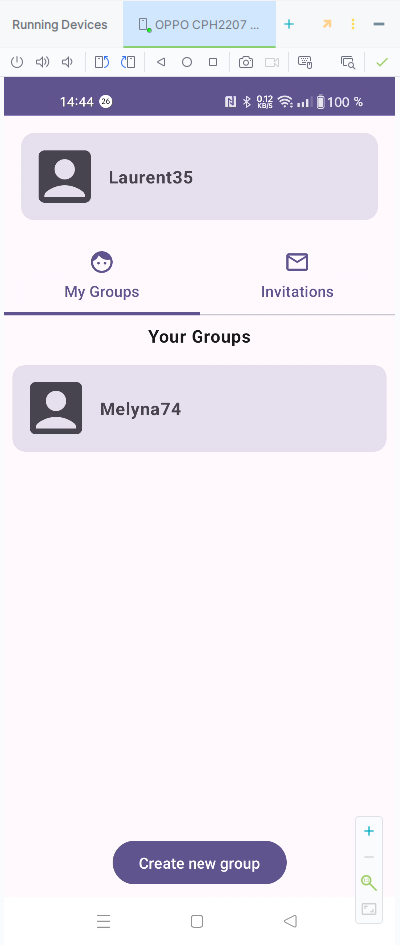 Running Devices
OPPO CPH2207 ...
14:44 26
0.12 KB/S 100 %
Laurent35
My Groups
Invitations
Your Groups
Melyna74
Create new group